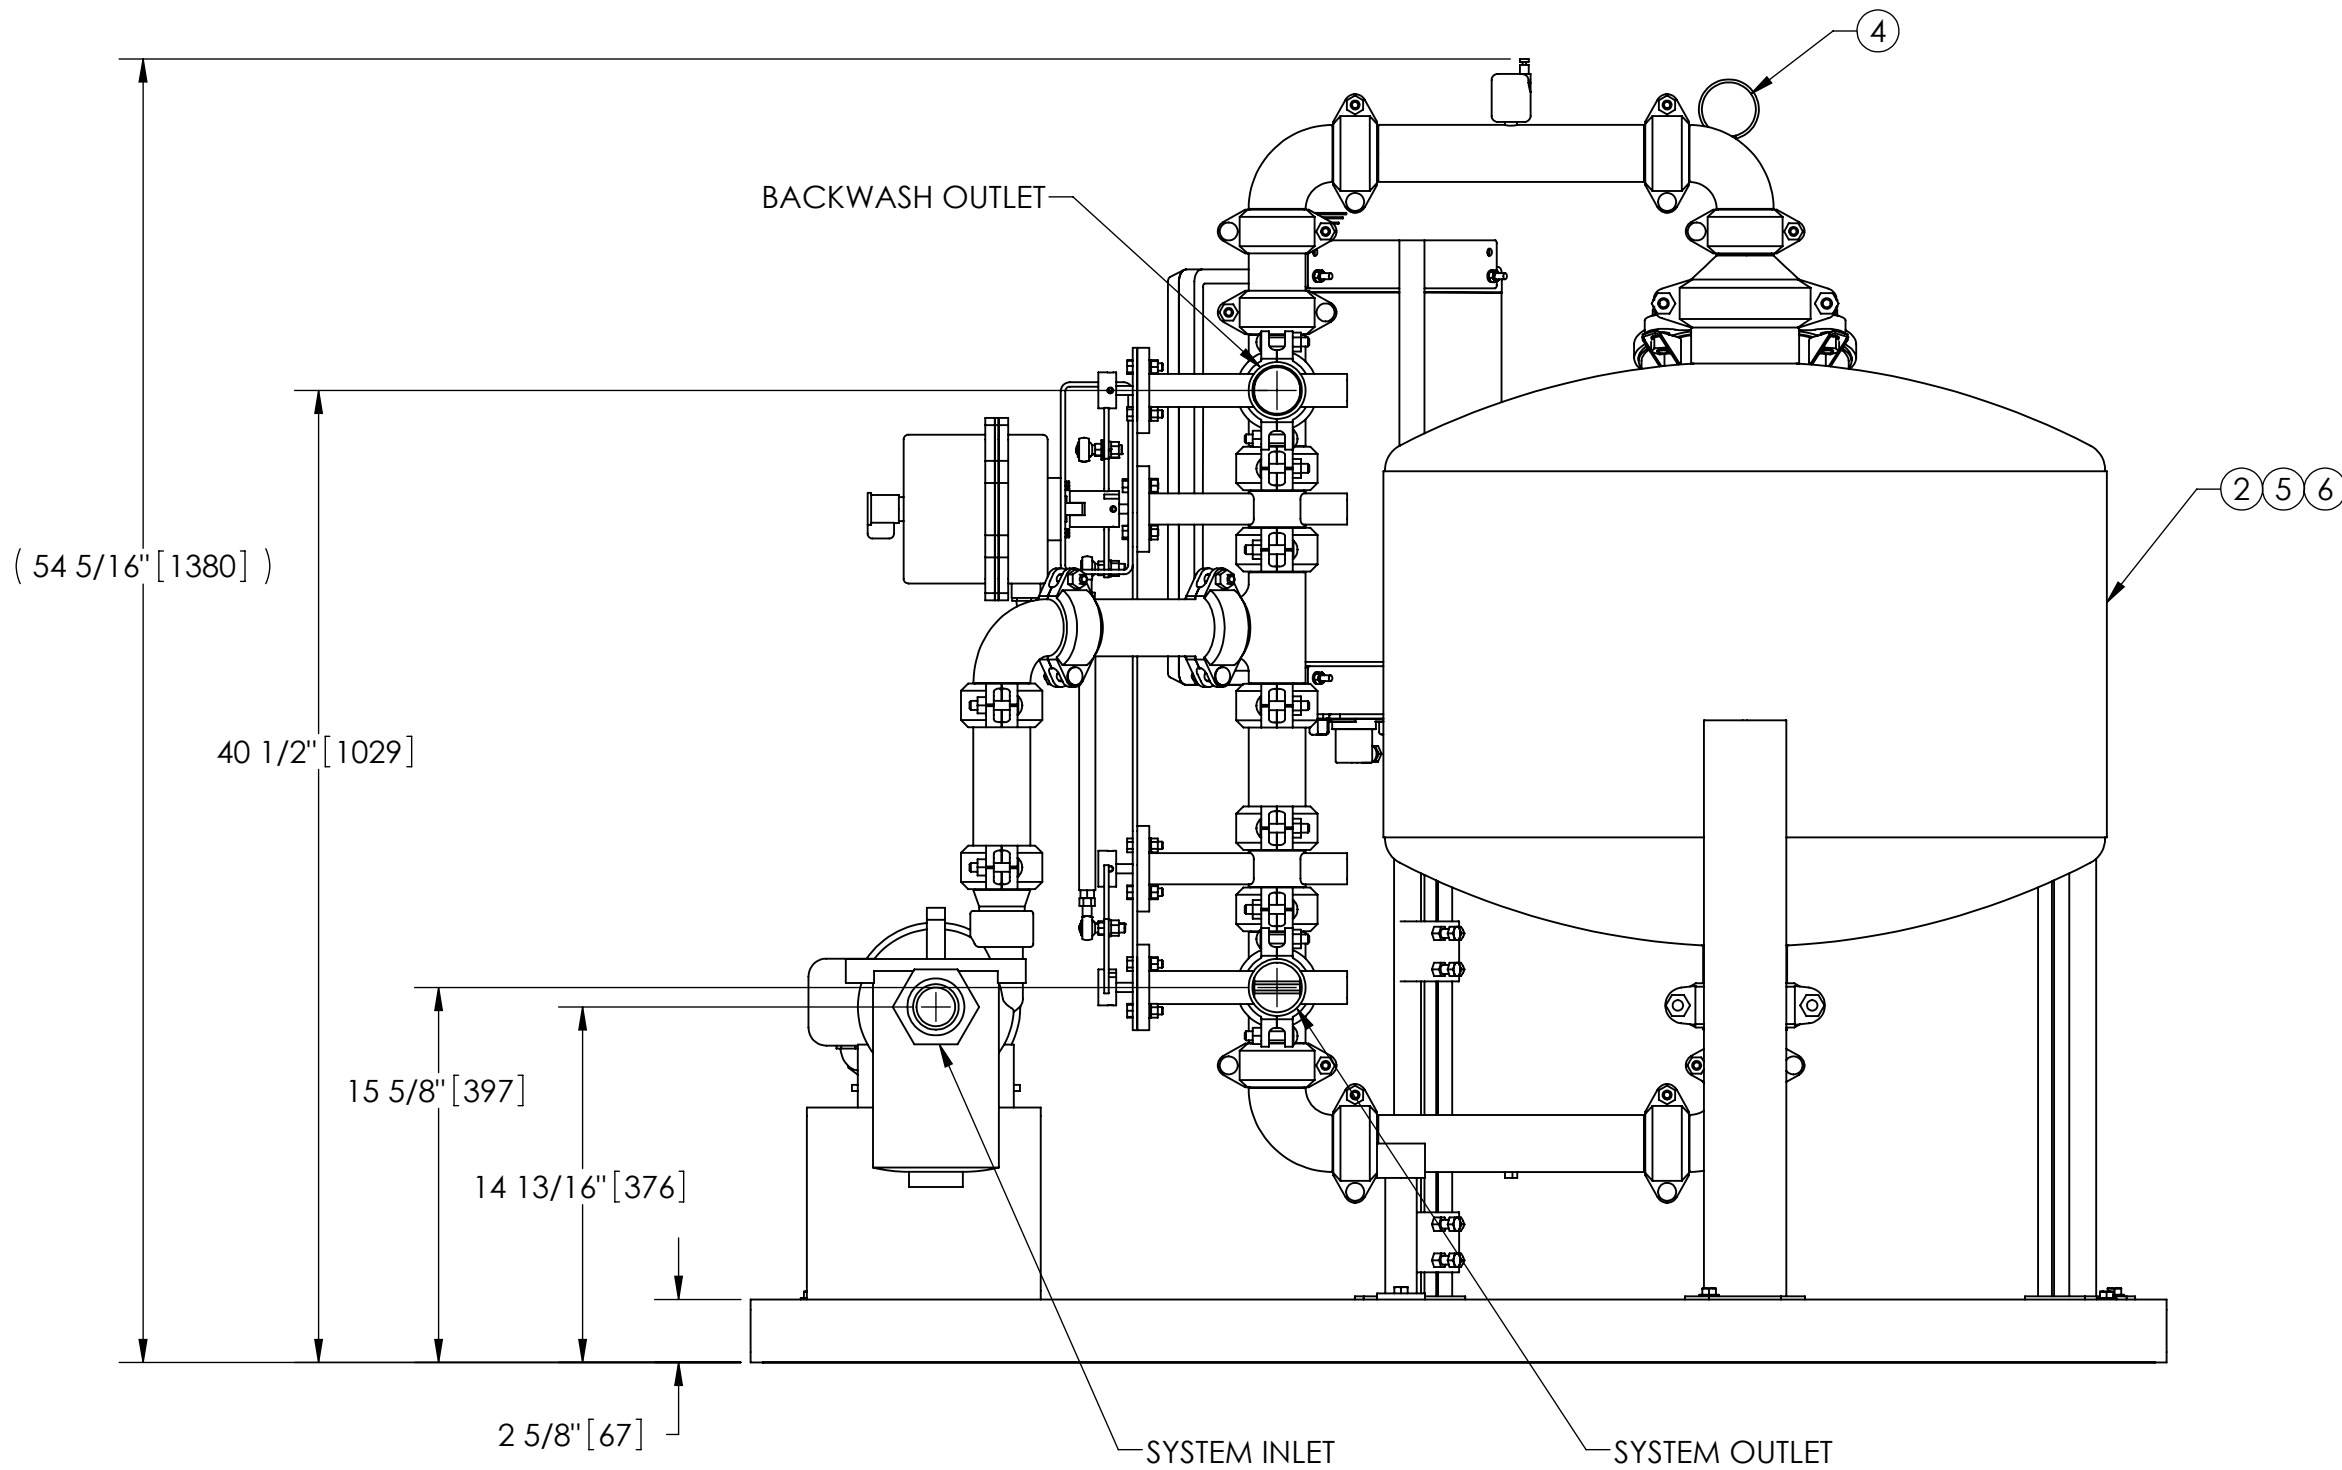 4
BACKWASH OUTLET
2 5 6
( 54 5/16" [1380] )
40 1/2" [1029]
15 5/8" [397]
14 13/16" [376]
2 5/8" [67]
SYSTEM INLET
SYSTEM OUTLET